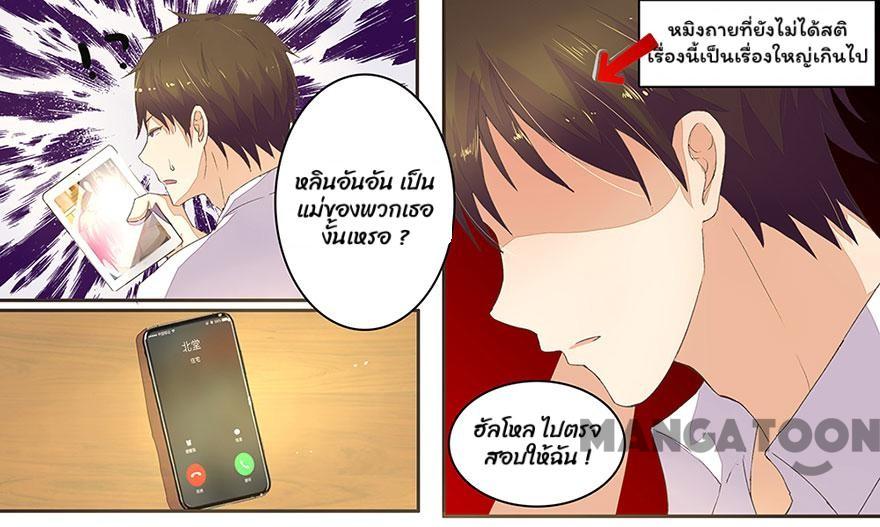 !?
หลินอันอัน เป็น
แม่ของพวกเธอ
งั้นเหรอ ?
北堂
住宅
หมิงถายที่ยังไม่ได้สติ
เรื่องนี้เป็นเรื่องใหญ่เกินไป
ฮัลโหล ไปตรจ
สอบให้ฉัน !
MANGATOON